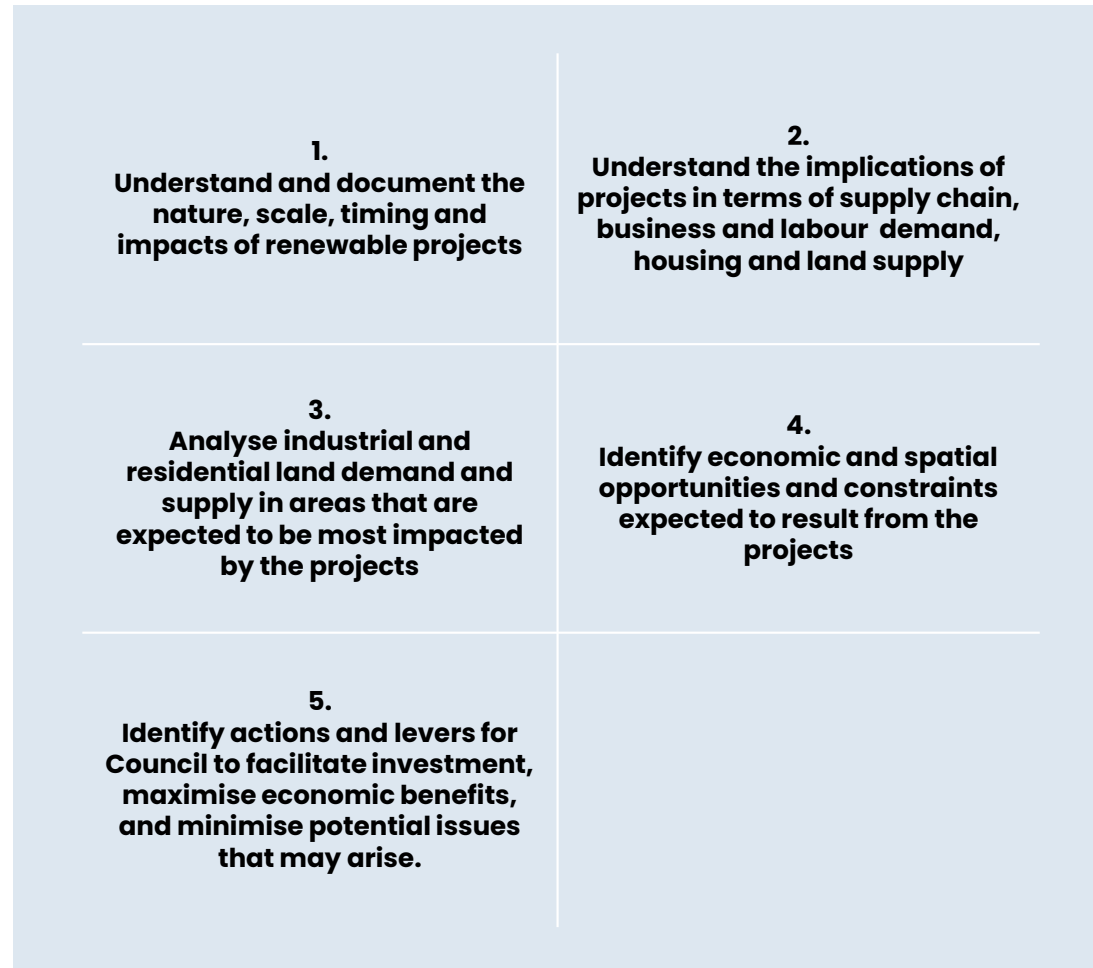 1.
Understand and document the
nature, scale, timing and
impacts of renewable projects
2.
Understand the implications of
projects in terms of supply chain,
business and labour  demand,
housing and land supply
3.
Analyse industrial and
residential land demand and
supply in areas that are
expected to be most impacted
by the projects
4.
Identify economic and spatial
opportunities and constraints
expected to result from the
projects
5.
Identify actions and levers for
Council to facilitate investment,
maximise economic benefits,
and minimise potential issues
that may arise.